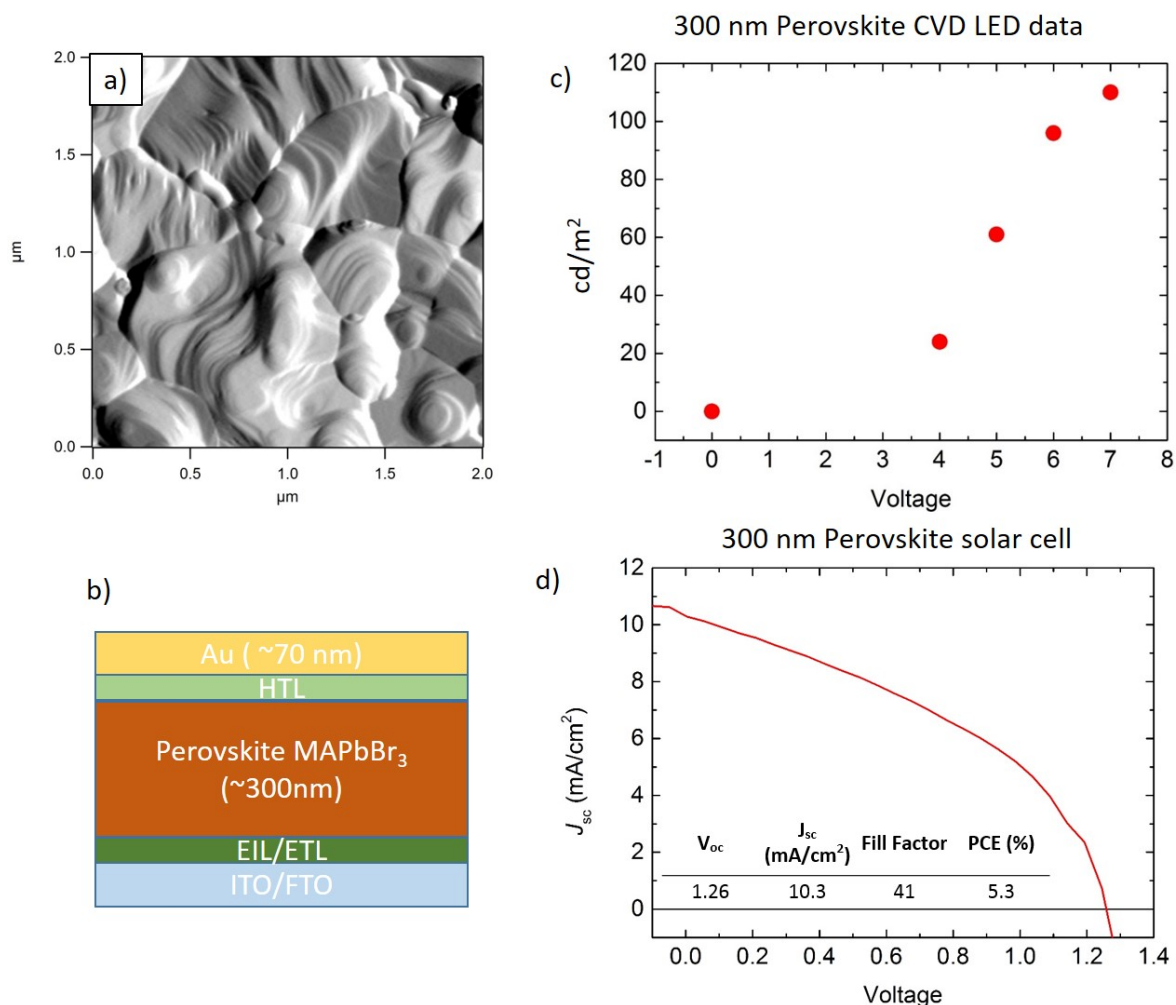 a)
2.0
1.5
µm
1.0
0.5
0.0
0.0 0.5 1.0 1.5 2.0
µm
300 nm Perovskite CVD LED data
c)
120
100
80
cd/m²
60
40
20
0
-1 0 1 2 3 4 5 6 7 8
Voltage
b)
Au ( ~70 nm)
HTL
Perovskite MAPbBr₃
(~300nm)
EIL/ETL
ITO/FTO
300 nm Perovskite solar cell
d)
12
10
8
6
4
2
0
Jsc (mA/cm²)
Voc Jsc (mA/cm²) Fill Factor PCE (%)
1.26 10.3 41 5.3
0.0 0.2 0.4 0.6 0.8 1.0 1.2 1.4
Voltage